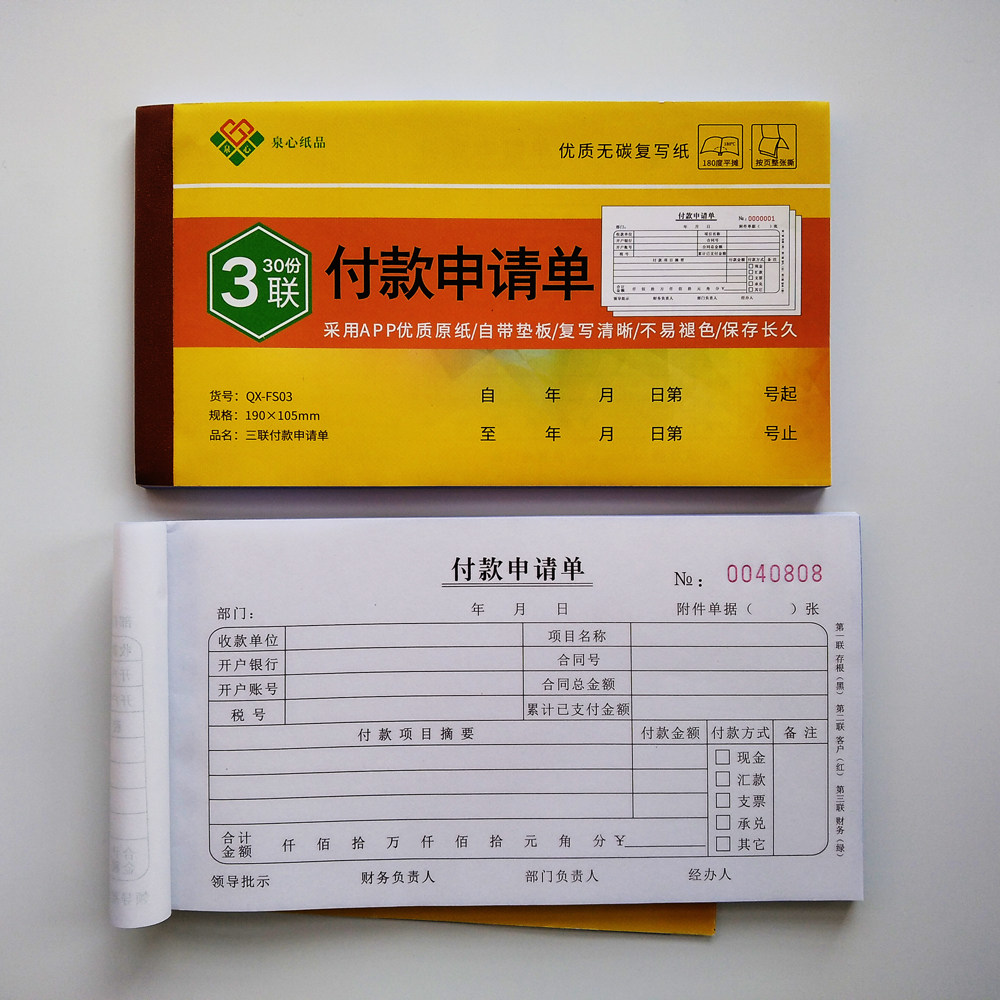 泉心
泉心纸品
优质无碳复写纸
180度平摊
按页整张撕
3联
30份
付款申请单
付款申请单
№:0000001
采用APP优质原纸/自带垫板/复写清晰/不易褪色/保存长久
货号：QX-FS03
规格：190×105mm
品名：三联付款申请单
自 年 月 日第 号起
至 年 月 日第 号止
付款申请单
№： 0040808
部门： 年 月 日 附件单据（ ）张
收款单位 项目名称
开户银行 合同号
开户账号 合同总金额
税号 累计已支付金额
付款项目摘要 付款金额 付款方式 备注
现金
汇款
支票
承兑
其它
合计金额 仟 佰 拾 万 仟 佰 拾 元 角 分 ¥
领导批示 财务负责人 部门负责人 经办人
第一联 存根（黑） 第二联 客户（红） 第三联 财务（绿）